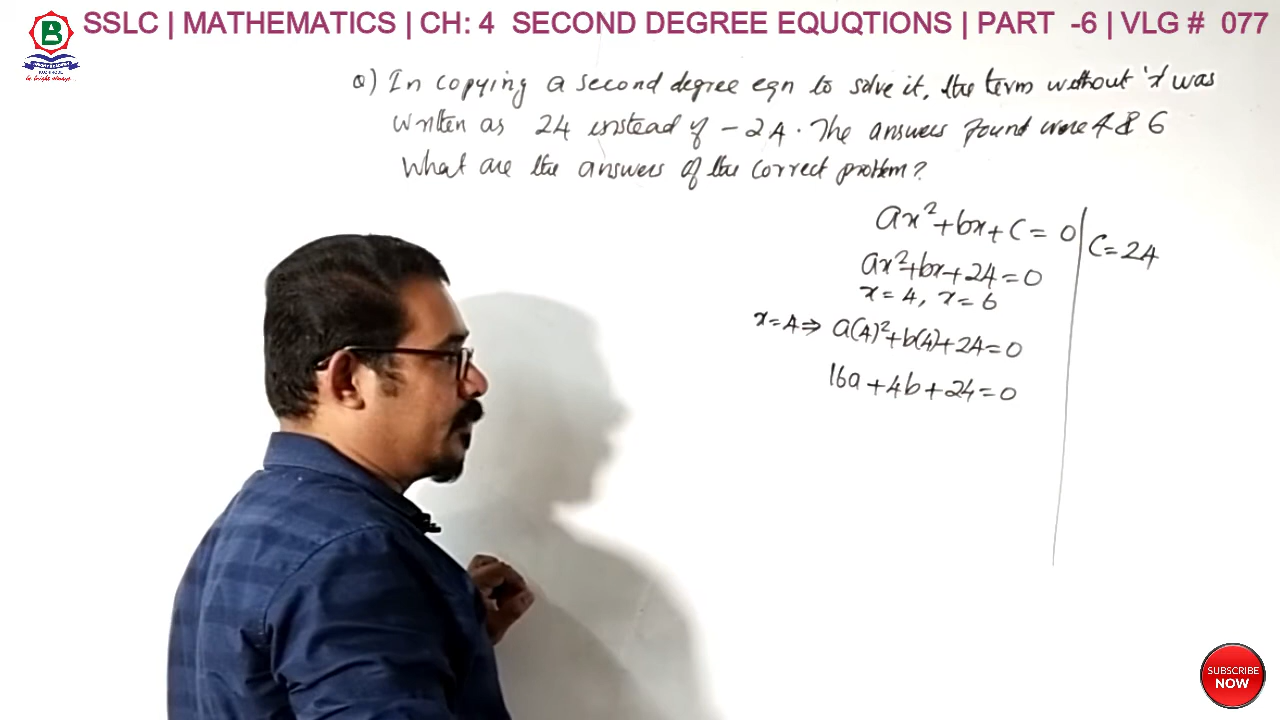 SSLC | MATHEMATICS | CH: 4 SECOND DEGREE EQUQTIONS | PART -6 | VLG # 077
B
Q) In copying a second degree eqn to solve it, the term without 'x' was
written as 24 instead of -24. The answers found were 4 & 6
What are the answers of the correct problem?
ax²+bx+c=0
C=24
ax²+bx+24=0
x=4, x=6
x=4⇒ a(4)²+b(4)+24=0
16a+4b+24=0
SUBSCRIBE
NOW